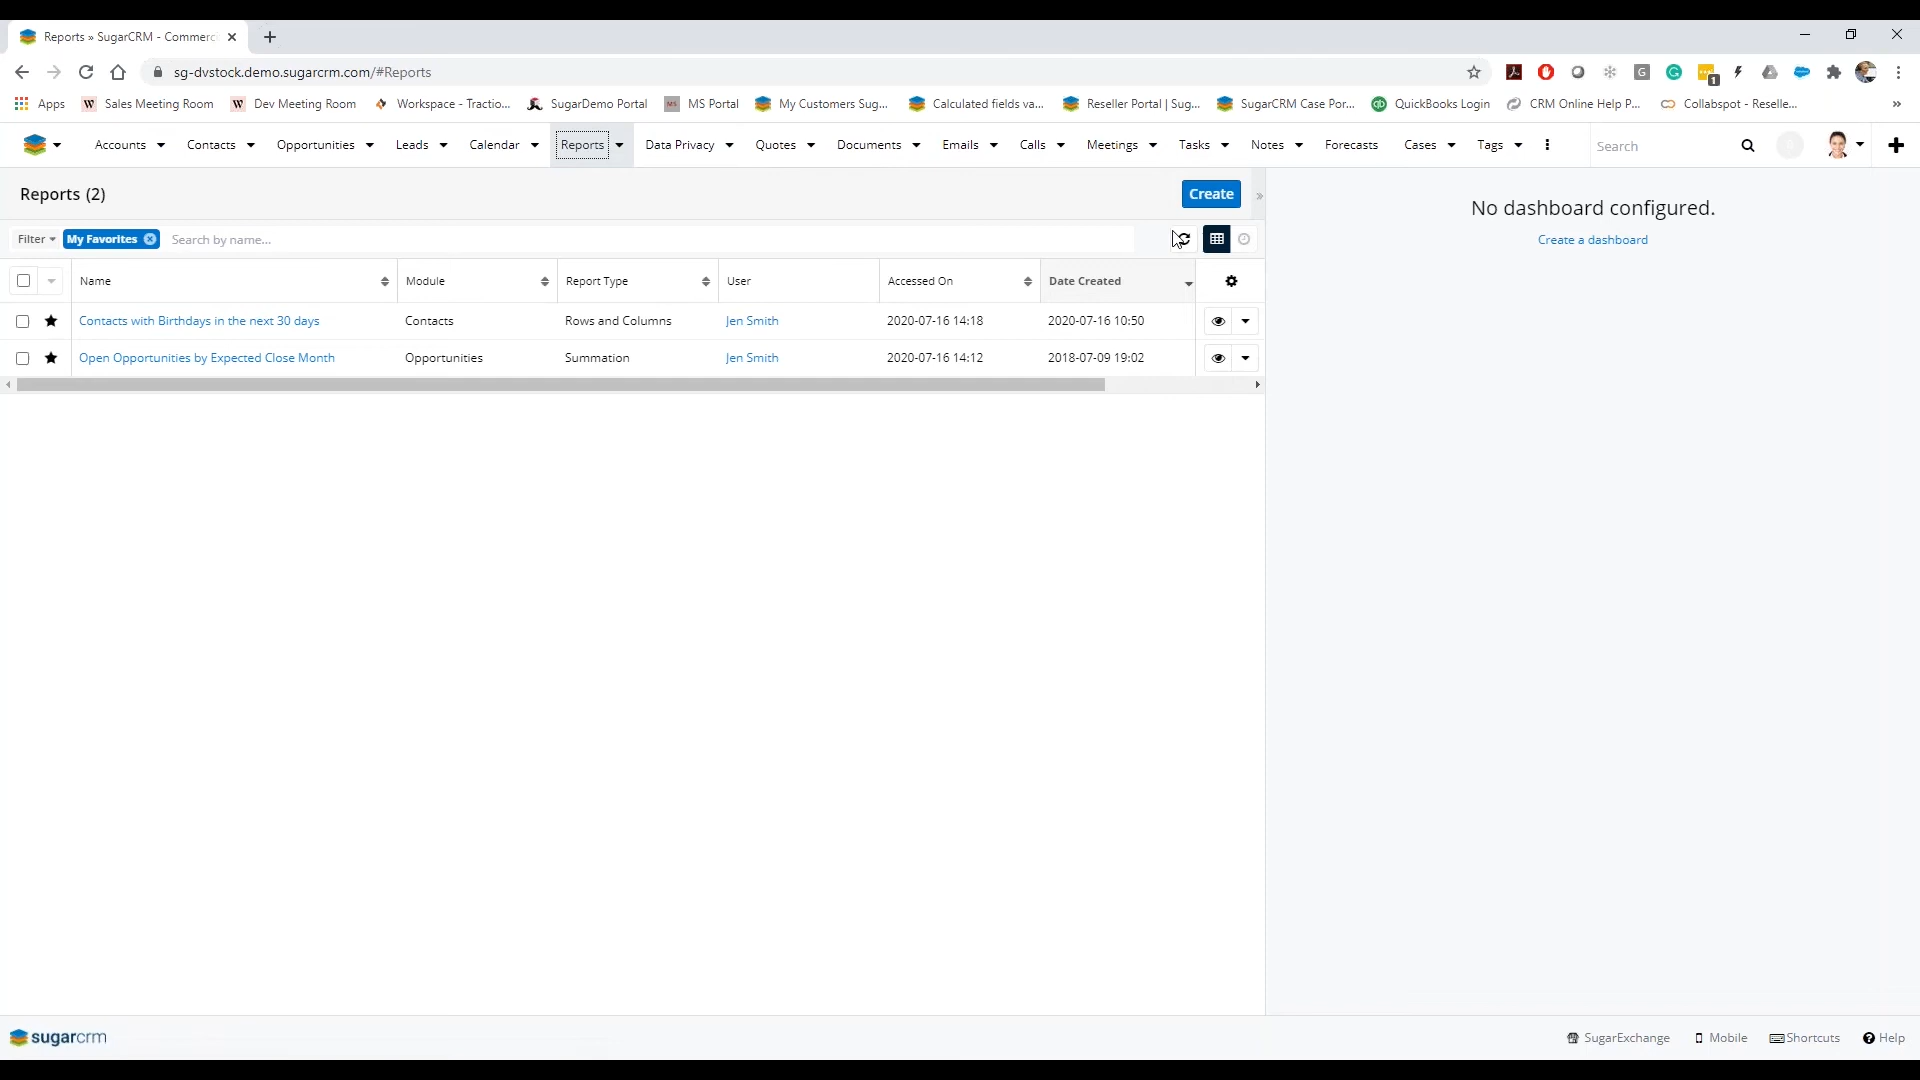 Reports » SugarCRM - Commerc
sg-dvstock.demo.sugarcrm.com/#Reports
Apps Sales Meeting Room Dev Meeting Room Workspace - Tractio... SugarDemo Portal MS MS Portal My Customers Sug... Calculated fields va... Reseller Portal | Sug... SugarCRM Case Por... QuickBooks Login CRM Online Help P... Collabspot - Reselle... »
Accounts Contacts Opportunities Leads Calendar Reports Data Privacy Quotes Documents Emails Calls Meetings Tasks Notes Forecasts Cases Tags Search
Reports (2) Create »
No dashboard configured.
Create a dashboard
Filter My Favorites Search by name...
Name Module Report Type User Accessed On Date Created
Contacts with Birthdays in the next 30 days Contacts Rows and Columns Jen Smith 2020-07-16 14:18 2020-07-16 10:50
Open Opportunities by Expected Close Month Opportunities Summation Jen Smith 2020-07-16 14:12 2018-07-09 19:02
sugarcrm SugarExchange Mobile Shortcuts Help